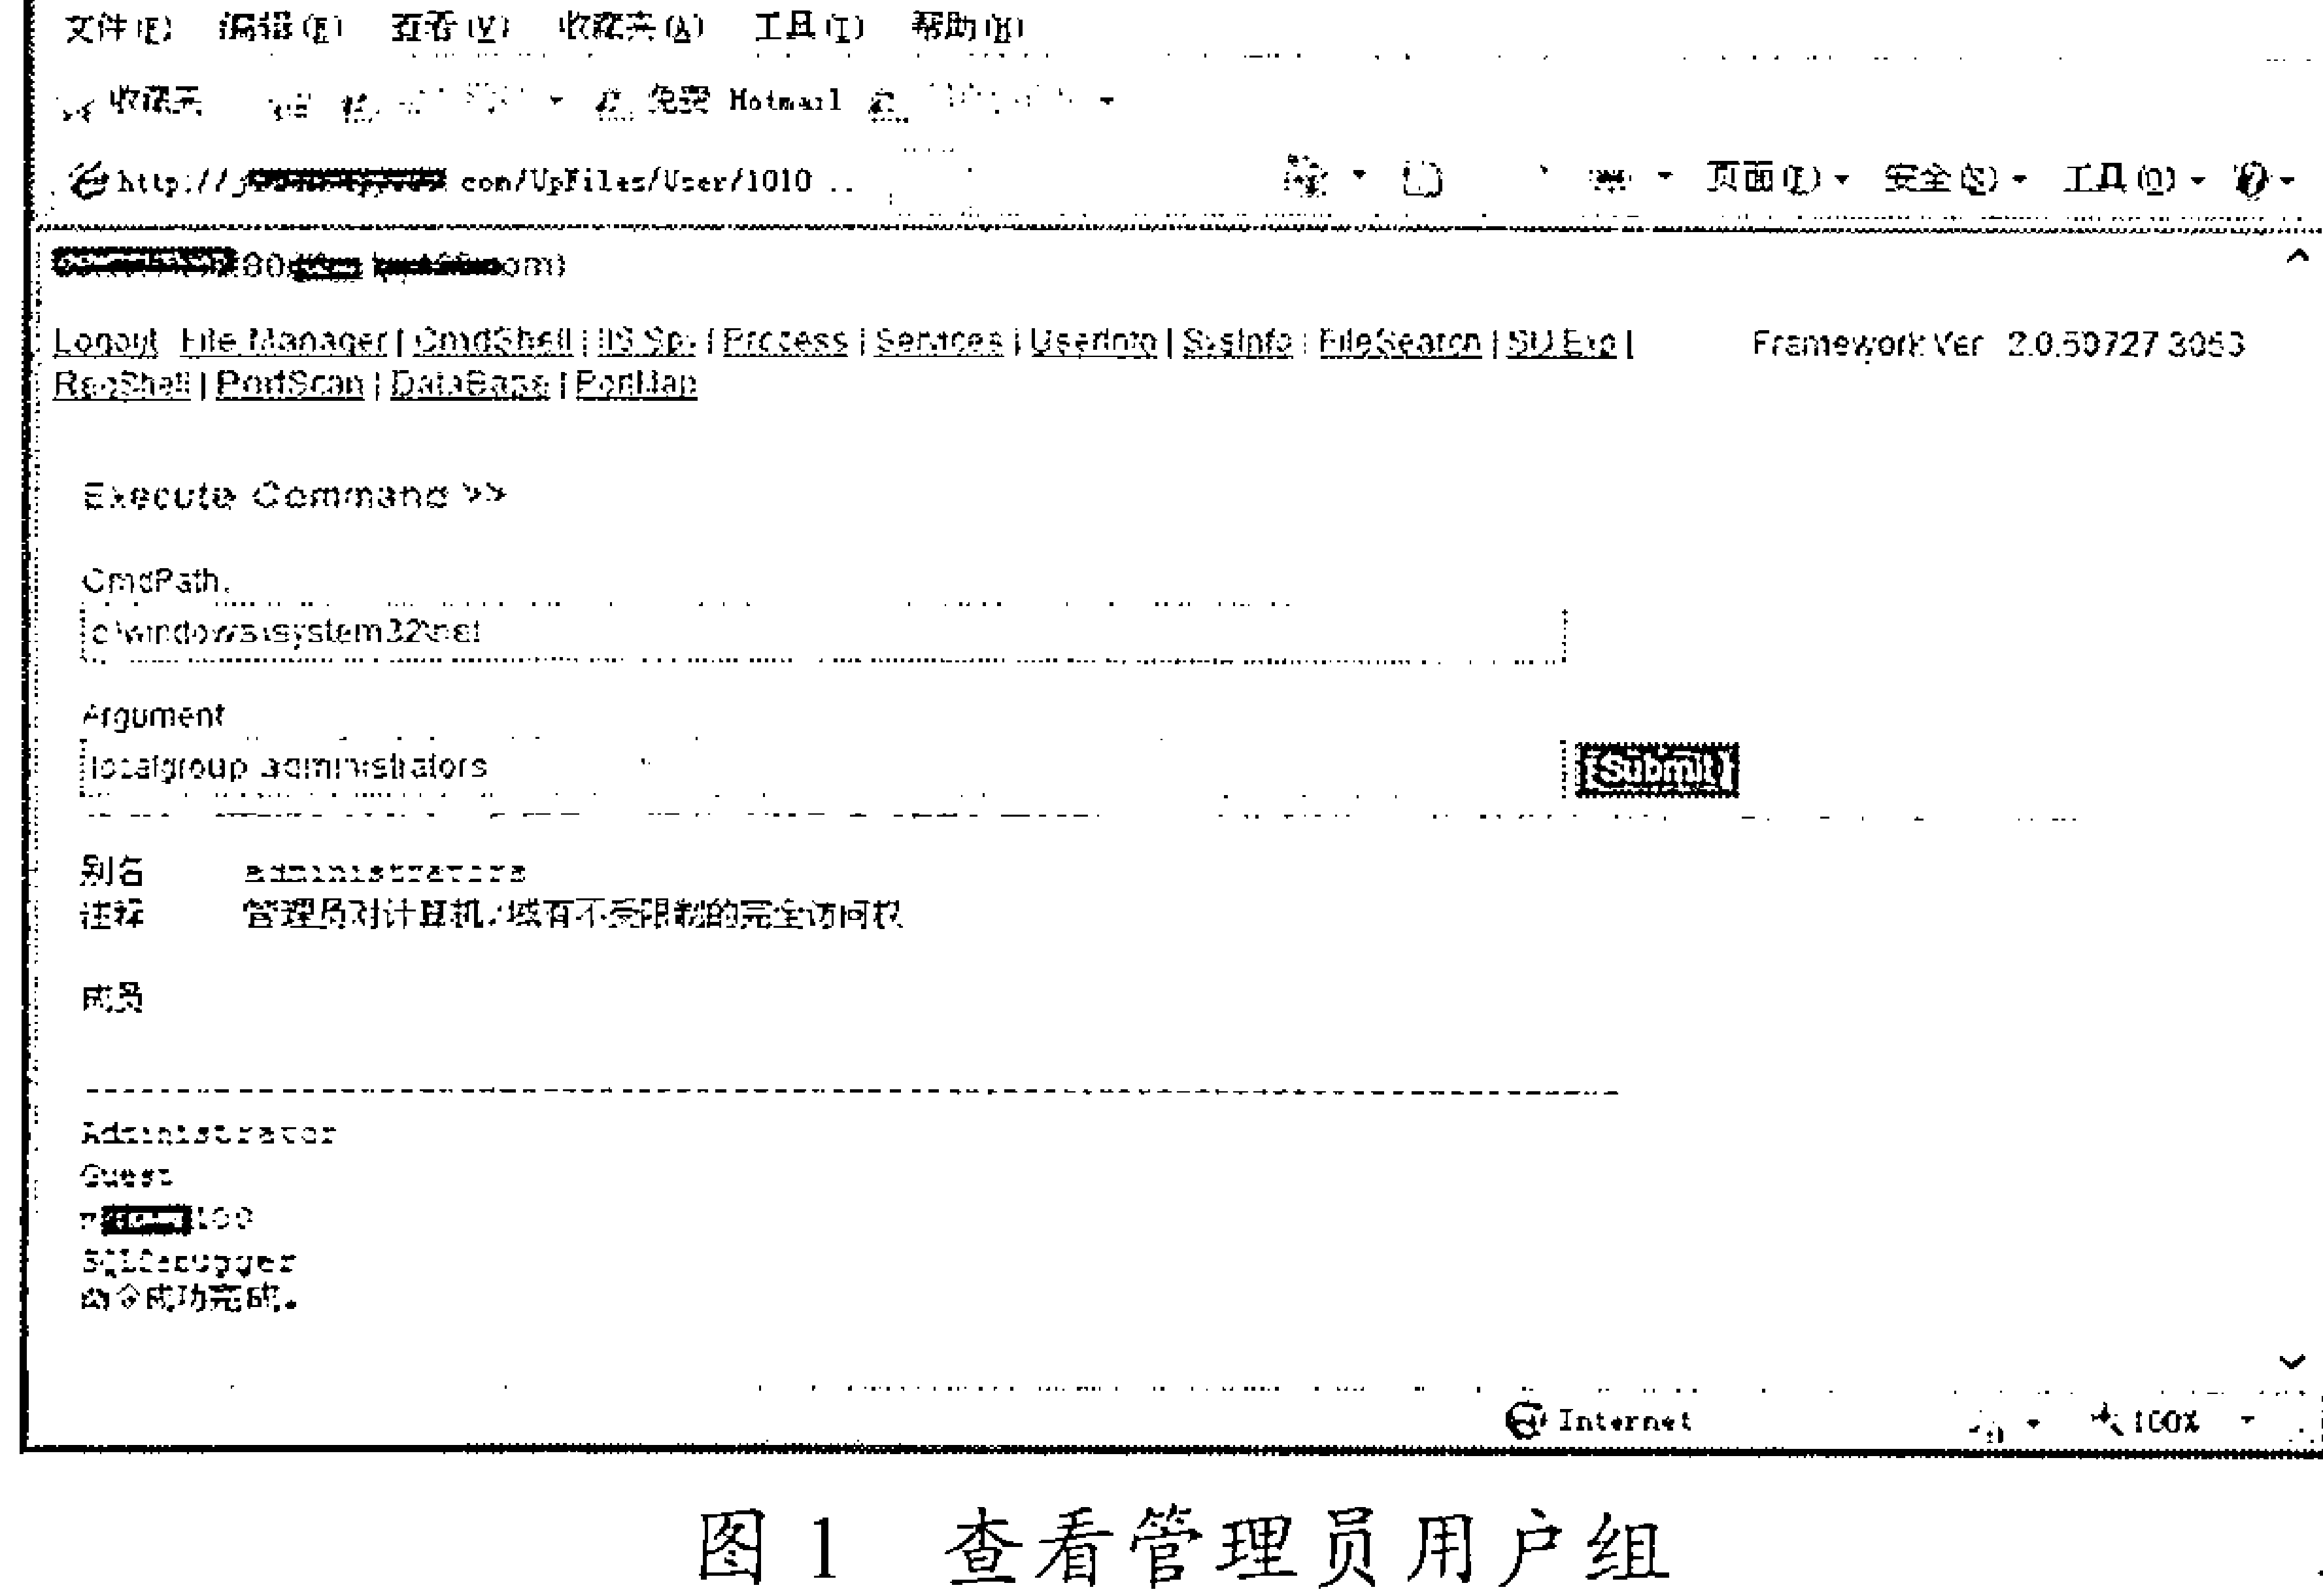 文件(F) 编辑(E) 查看(V) 收藏夹(A) 工具(T) 帮助(H)
收藏夹 免费 Hotmail
http:// com/UpFiles/User/1010 .. 页面(P) 安全(S) 工具(O)
80 com)
Logout File Manager | CmdShell | IIS Spy | Process | Services | UserInfo | SysInfo | FileSearch | SU Exp | Framework Ver 2.0.50727.3053
RegShell | PortScan | DataBase | PortMap
Execute Command >>
CmdPath:
c:\windows\system32\net
Argument
localgroup administrators [Submit]
别名 administrators
注释 管理员对计算机/域有不受限制的完全访问权
成员
Administrator
Guest
SQLDebugger
命令成功完成。
Internet 100%
图 1 查看管理员用户组